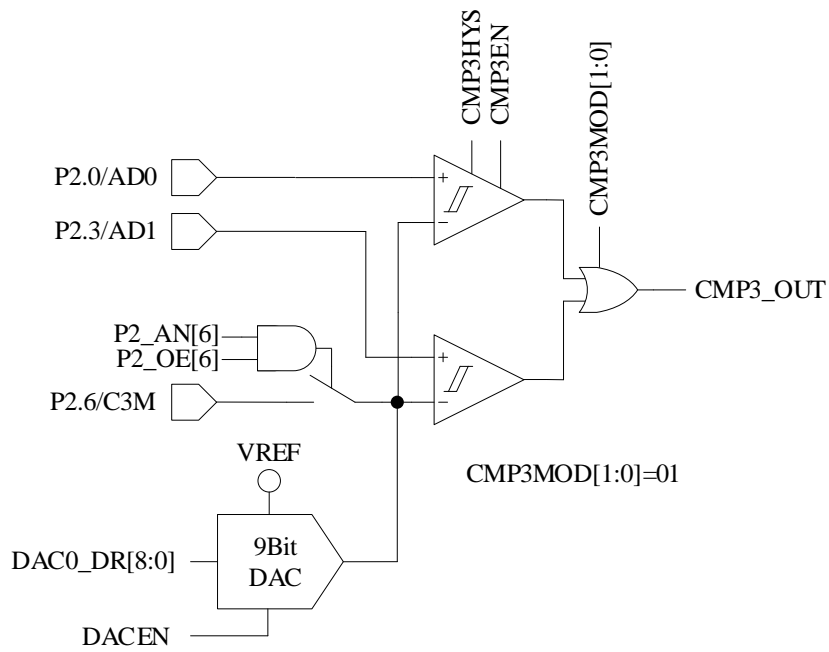 CMP3HYS
CMP3EN
CMP3MOD[1:0]
P2.0/AD0
+
−
P2.3/AD1
CMP3_OUT
P2_AN[6]
P2_OE[6]
+
−
P2.6/C3M
VREF
CMP3MOD[1:0]=01
DAC0_DR[8:0]
9Bit
DAC
DACEN